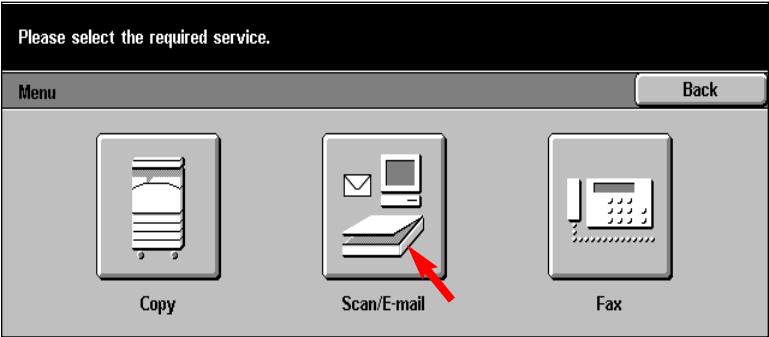 Please select the required service.
Menu
Back
Copy
Scan/E-mail
Fax